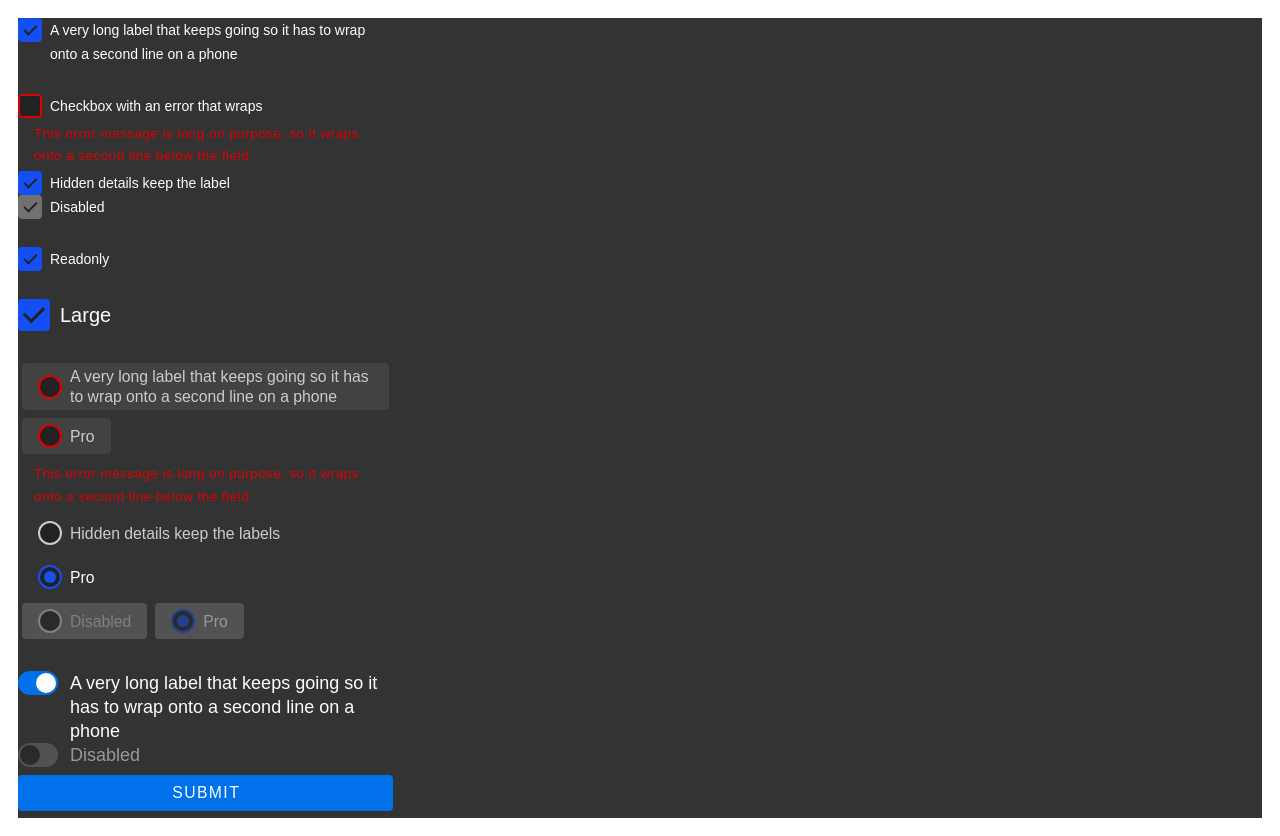 A very long label that keeps going so it has to wrap
onto a second line on a phone
Checkbox with an error that wraps
This error message is long on purpose, so it wraps
onto a second line below the field
Hidden details keep the label
Disabled
Readonly
Large
A very long label that keeps going so it has
to wrap onto a second line on a phone
Pro
This error message is long on purpose, so it wraps
onto a second line below the field
Hidden details keep the labels
Pro
Disabled Pro
A very long label that keeps going so it
has to wrap onto a second line on a
phone
Disabled
SUBMIT